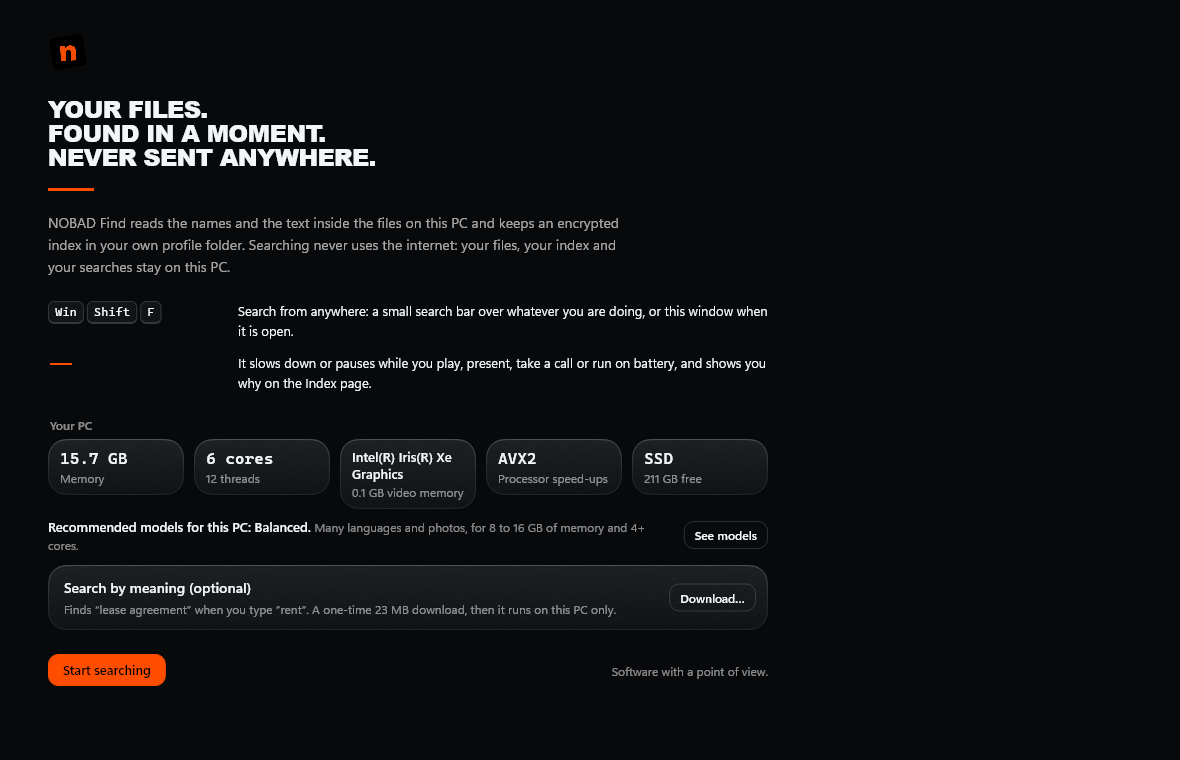 n
YOUR FILES.
FOUND IN A MOMENT.
NEVER SENT ANYWHERE.
NOBAD Find reads the names and the text inside the files on this PC and keeps an encrypted
index in your own profile folder. Searching never uses the internet: your files, your index and
your searches stay on this PC.
Win Shift F
Search from anywhere: a small search bar over whatever you are doing, or this window when
it is open.
It slows down or pauses while you play, present, take a call or run on battery, and shows you
why on the Index page.
Your PC
15.7 GB
Memory
6 cores
12 threads
Intel(R) Iris(R) Xe
Graphics
0.1 GB video memory
AVX2
Processor speed-ups
SSD
211 GB free
Recommended models for this PC: Balanced. Many languages and photos, for 8 to 16 GB of memory and 4+
cores.
See models
Search by meaning (optional)
Finds “lease agreement” when you type “rent”. A one-time 23 MB download, then it runs on this PC only.
Download...
Start searching
Software with a point of view.